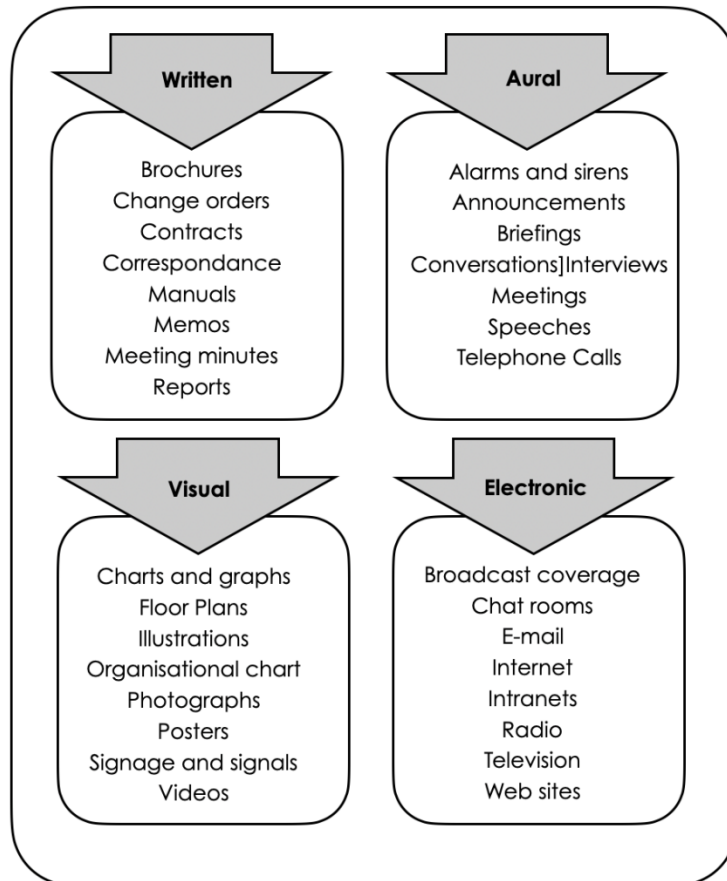 Written
Brochures
Change orders
Contracts
Correspondance
Manuals
Memos
Meeting minutes
Reports
Aural
Alarms and sirens
Announcements
Briefings
Conversations]Interviews
Meetings
Speeches
Telephone Calls
Visual
Charts and graphs
Floor Plans
Illustrations
Organisational chart
Photographs
Posters
Signage and signals
Videos
Electronic
Broadcast coverage
Chat rooms
E-mail
Internet
Intranets
Radio
Television
Web sites